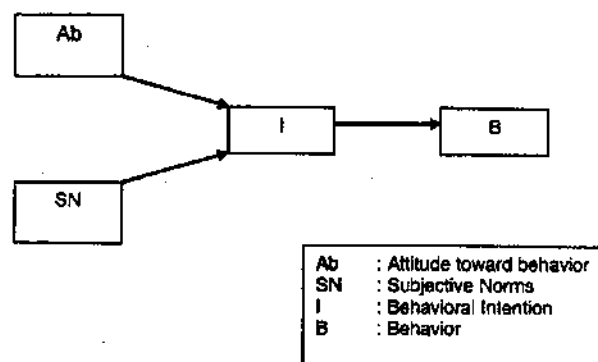 Ab
I
B
SN
Ab : Attitude toward behavior
SN : Subjective Norms
I : Behavioral Intention
B : Behavior